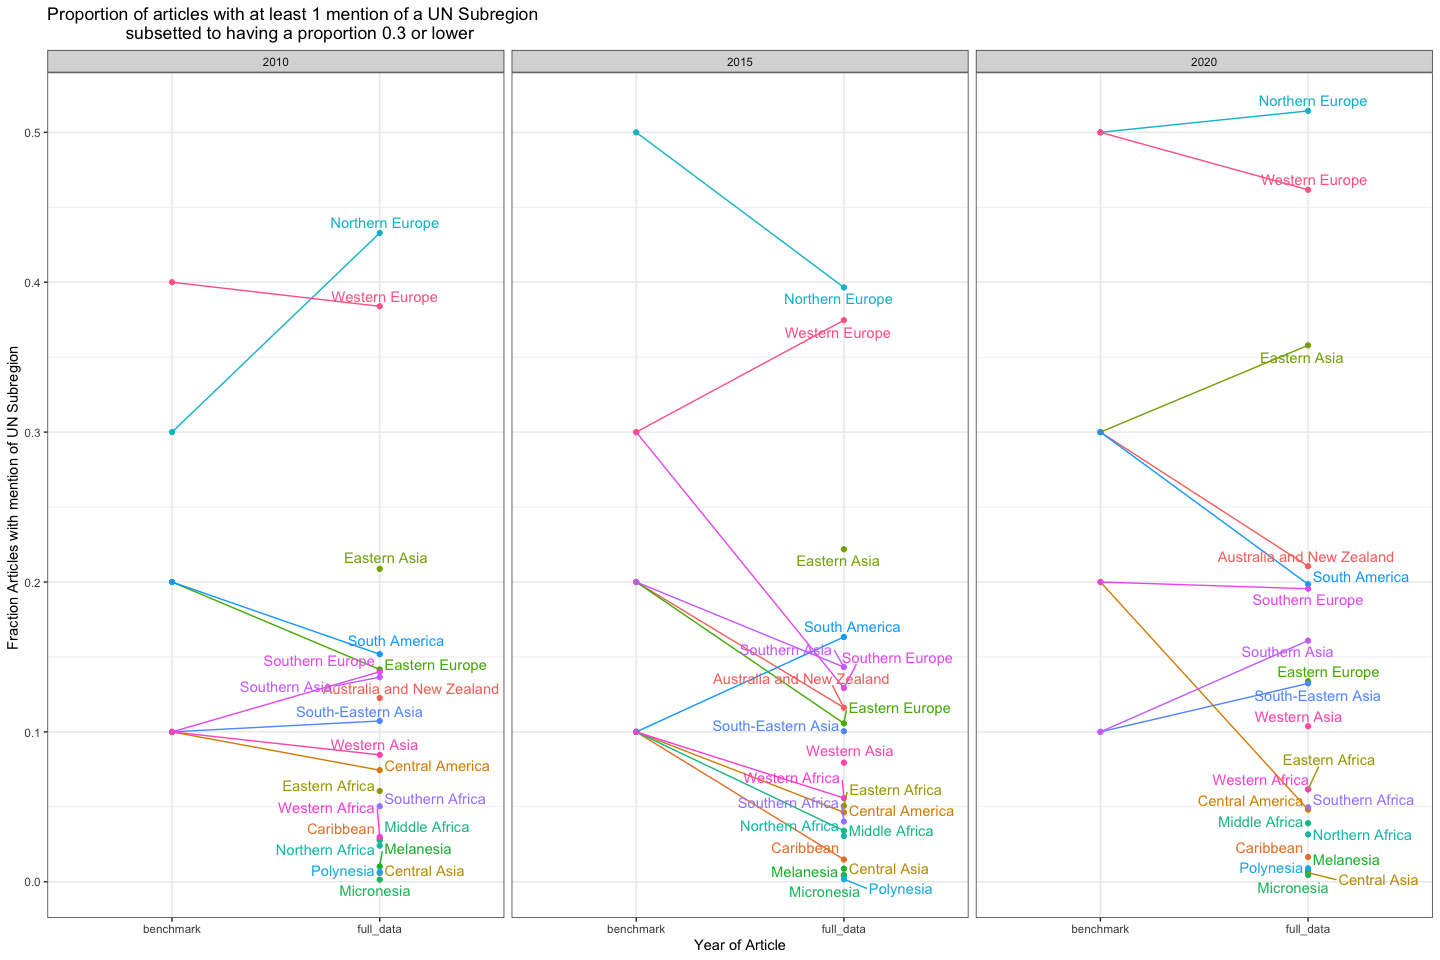 Proportion of articles with at least 1 mention of a UN Subregion
subsetted to having a proportion 0.3 or lower
2010
2015
2020
Fraction Articles with mention of UN Subregion
0.5
0.4
0.3
0.2
0.1
0.0
Northern Europe
Western Europe
Eastern Asia
South America
Southern Europe
Eastern Europe
Southern Asia
Australia and New Zealand
South-Eastern Asia
Western Asia
Central America
Eastern Africa
Southern Africa
Western Africa
Caribbean
Middle Africa
Northern Africa
Melanesia
Polynesia
Central Asia
Micronesia
Northern Europe
Western Europe
Eastern Asia
South America
Southern Asia
Southern Europe
Australia and New Zealand
Eastern Europe
South-Eastern Asia
Western Asia
Western Africa
Eastern Africa
Southern Africa
Central America
Northern Africa
Middle Africa
Caribbean
Melanesia
Central Asia
Polynesia
Micronesia
Northern Europe
Western Europe
Eastern Asia
Australia and New Zealand
South America
Southern Europe
Southern Asia
Eastern Europe
South-Eastern Asia
Western Asia
Eastern Africa
Western Africa
Central America
Southern Africa
Middle Africa
Northern Africa
Caribbean
Melanesia
Polynesia
Central Asia
Micronesia
benchmark
full_data
benchmark
full_data
benchmark
full_data
Year of Article